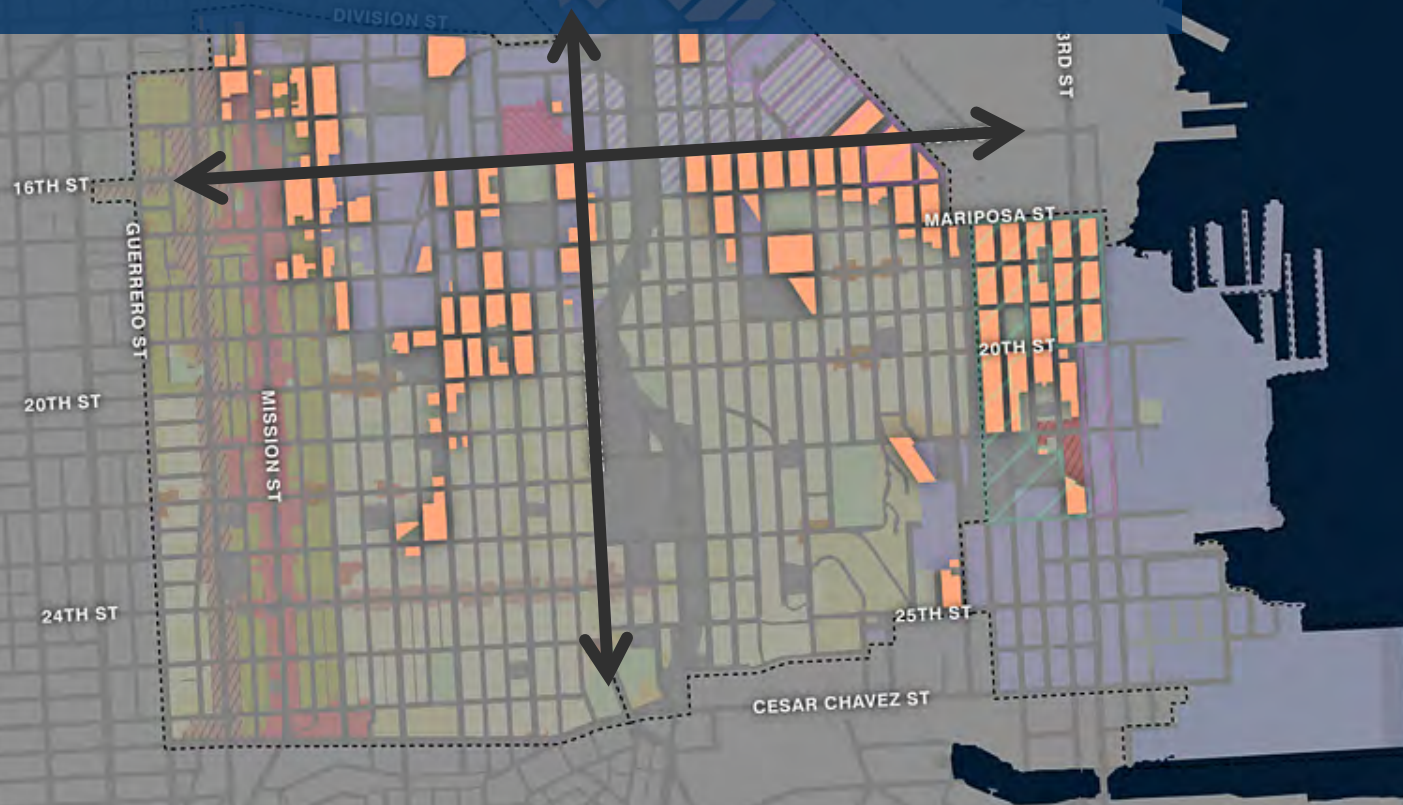 DIVISION ST
3RD ST
16TH ST
MARIPOSA ST
GUERRERO ST
20TH ST
20TH ST
MISSION ST
24TH ST
25TH ST
CESAR CHAVEZ ST